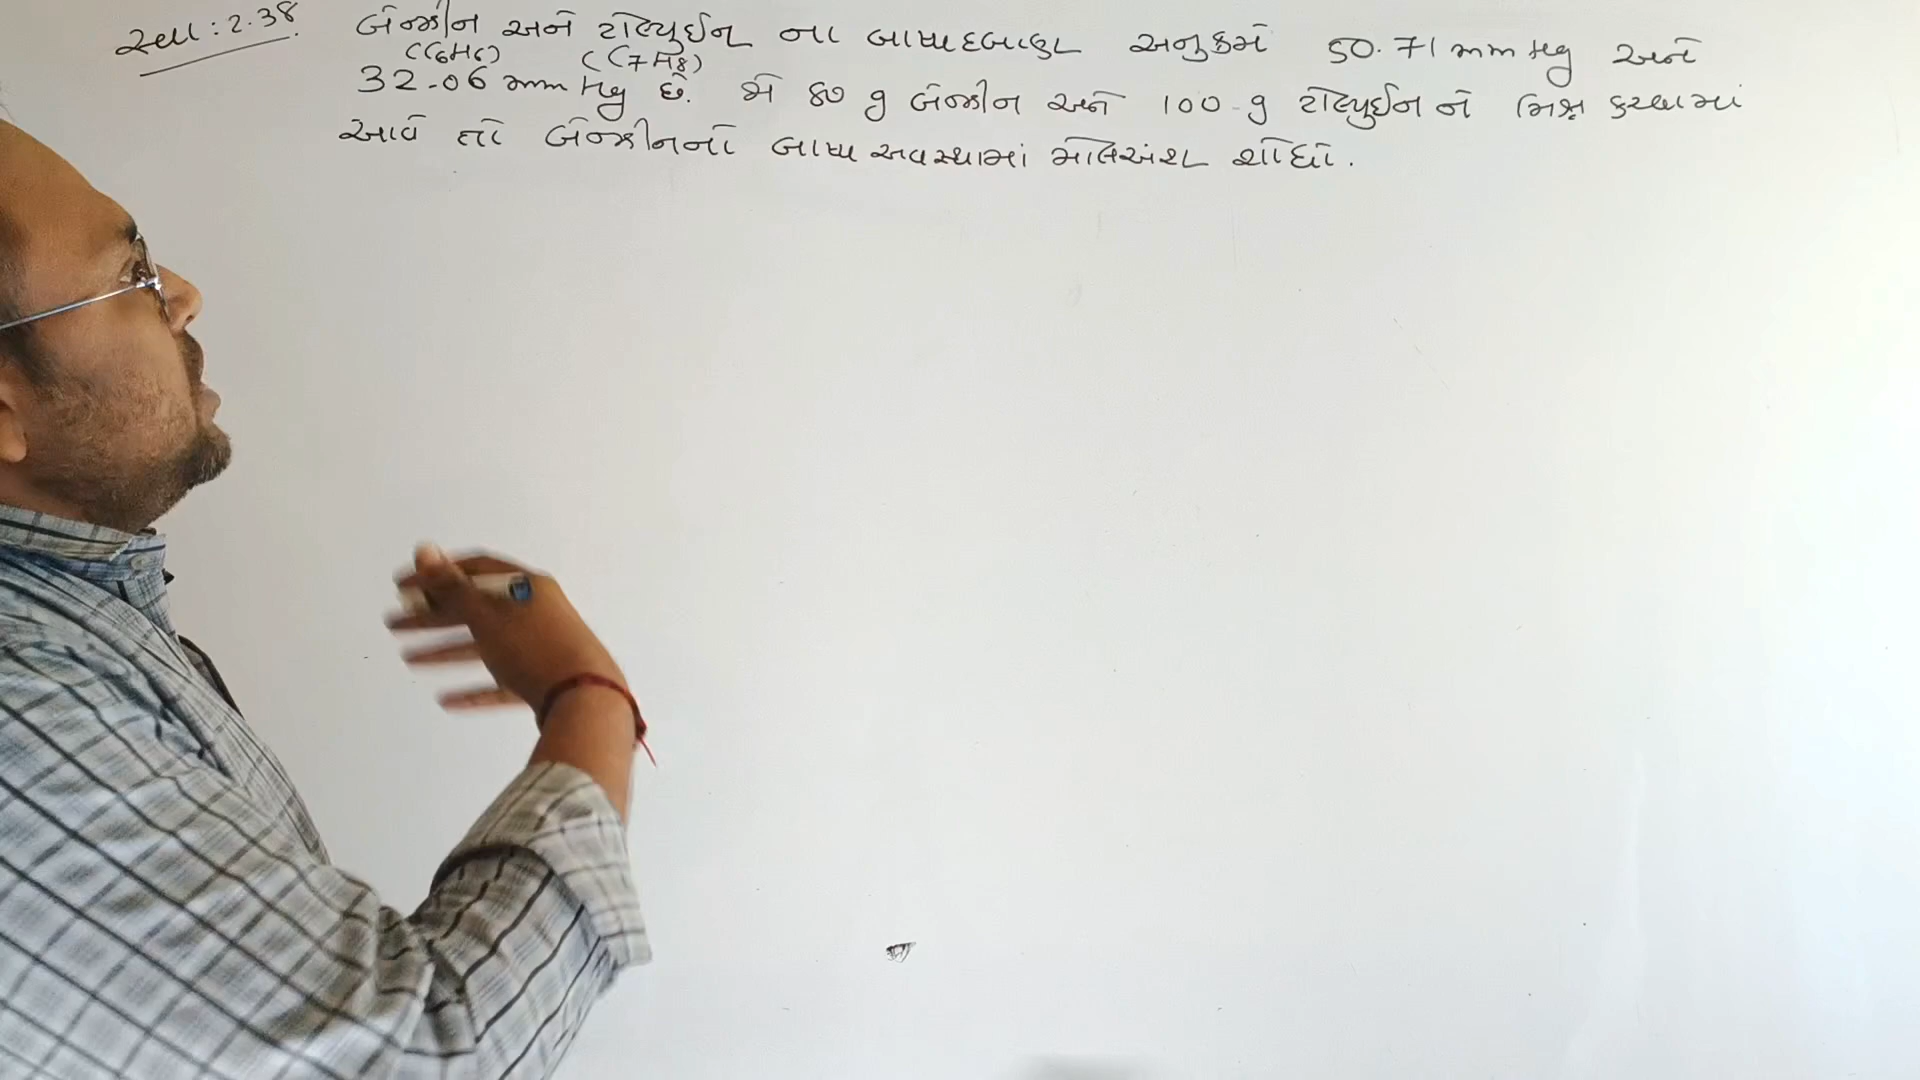 સ્વા : 2.38. બેન્ઝીન અને ટોલ્યુઈન ના બાષ્પદબાણ અનુક્રમે 50.71 mm Hg અને
(C6H6) (C7H8)
32.06 mm Hg છે. જો 80 g બેન્ઝીન અને 100 g ટોલ્યુઈન ને મિશ્ર કરવામાં
આવે તો બેન્ઝીનનો બાષ્પ અવસ્થામાં મોલઅંશ શોધો.